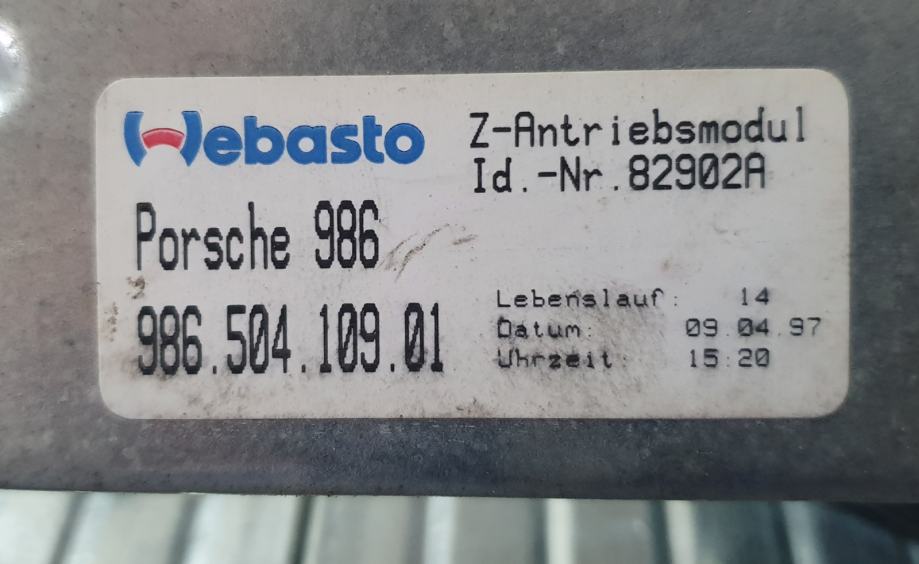 Webasto
Z-Antriebsmodul
Id.-Nr.82902A
Porsche 986
986.504.109.01
Lebenslauf: 14
Datum: 09.04.97
Uhrzeit: 15:20